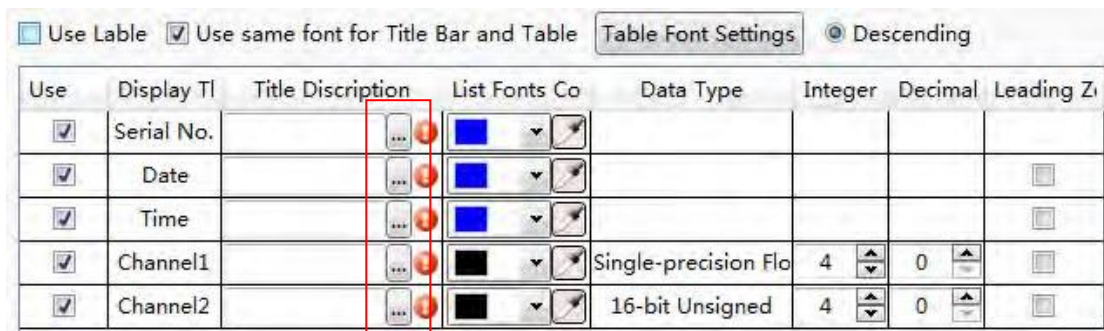 Use Lable Use same font for Title Bar and Table Table Font Settings Descending
Use Display Tl Title Discription List Fonts Co Data Type Integer Decimal Leading Z
Serial No. ...
Date ...
Time ...
Channel1 ... Single-precision Flo 4 0
Channel2 ... 16-bit Unsigned 4 0